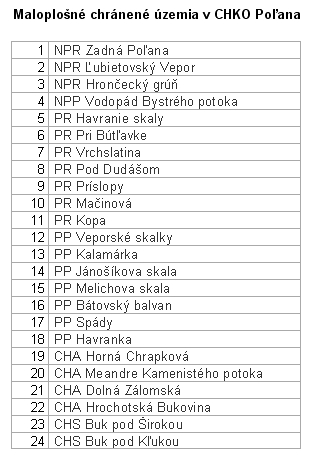 Maloplošné chránené územia v CHKO Poľana
1 NPR Zadná Poľana
2 NPR Ľubietovský Vepor
3 NPR Hrončecký grúň
4 NPP Vodopád Bystrého potoka
5 PR Havranie skaly
6 PR Pri Bútľavke
7 PR Vrchslatina
8 PR Pod Dudášom
9 PR Príslopy
10 PR Mačinová
11 PR Kopa
12 PP Veporské skalky
13 PP Kalamárka
14 PP Jánošíkova skala
15 PP Melichova skala
16 PP Bátovský balvan
17 PP Spády
18 PP Havranka
19 CHA Horná Chrapková
20 CHA Meandre Kamenistého potoka
21 CHA Dolná Zálomská
22 CHA Hrochotská Bukovina
23 CHS Buk pod Širokou
24 CHS Buk pod Kľukou